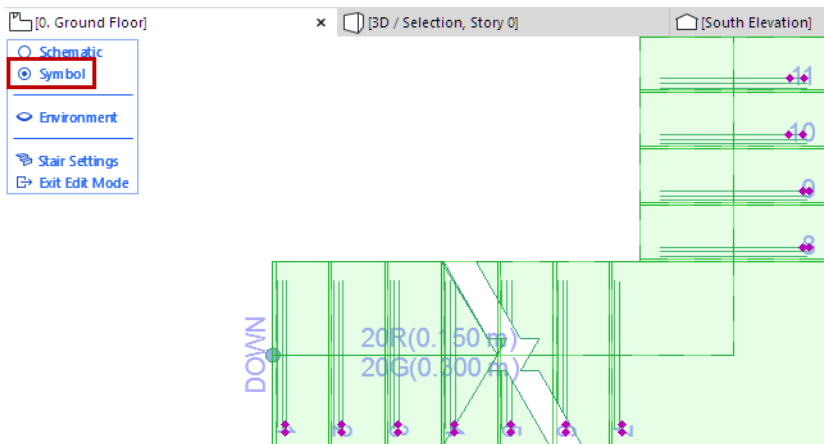 [0. Ground Floor]
[3D / Selection, Story 0]
[South Elevation]
Schematic
Symbol
Environment
Stair Settings
Exit Edit Mode
11
10
9
8
DOWN
20R(0.150 m)
20G(0.300 m)